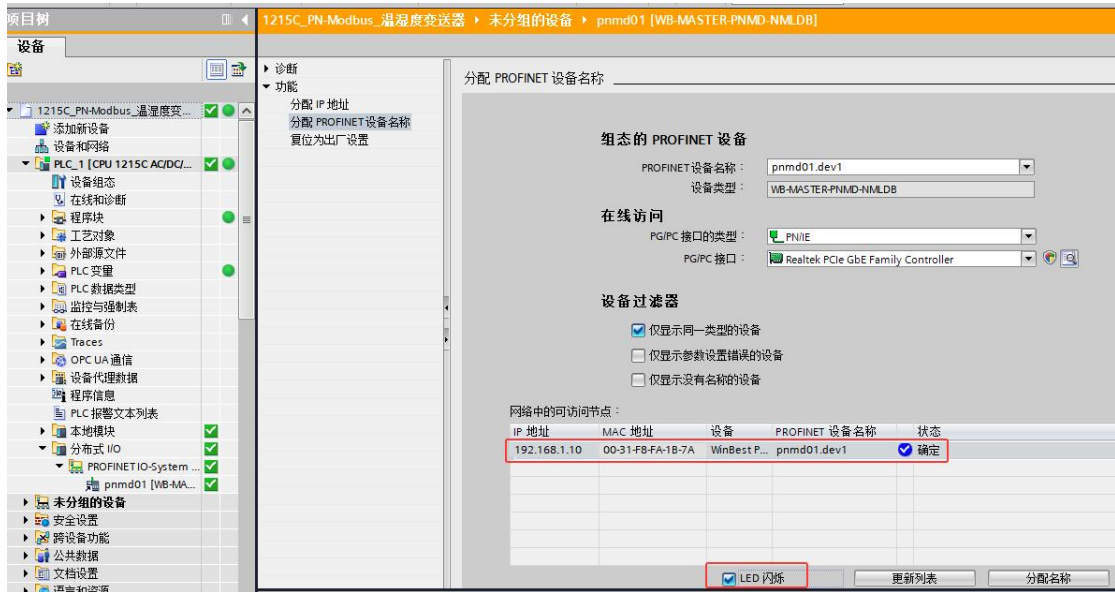 项目树
1215C_PN-Modbus_温湿度变送器 ▸ 未分组的设备 ▸ pnmd01 [WB-MASTER-PNMD-NMLDB]
设备
1215C_PN-Modbus_温湿度变...
添加新设备
设备和网络
PLC_1 [CPU 1215C AC/DC/...
设备组态
在线和诊断
程序块
工艺对象
外部源文件
PLC 变量
PLC 数据类型
监控与强制表
在线备份
Traces
OPC UA 通信
设备代理数据
程序信息
PLC 报警文本列表
本地模块
分布式 I/O
PROFINET IO-System ...
pnmd01 [WB-MA...
未分组的设备
安全设置
跨设备功能
公共数据
文档设置
语言和资源
诊断
功能
分配 IP 地址
分配 PROFINET 设备名称
复位为出厂设置
分配 PROFINET 设备名称
组态的 PROFINET 设备
PROFINET 设备名称： pnmd01.dev1
设备类型： WB-MASTER-PNMD-NMLDB
在线访问
PG/PC 接口的类型： PN/IE
PG/PC 接口： Realtek PCIe GbE Family Controller
设备过滤器
仅显示同一类型的设备
仅显示参数设置错误的设备
仅显示没有名称的设备
网络中的可访问节点：
IP 地址 MAC 地址 设备 PROFINET 设备名称 状态
192.168.1.10 00-31-F8-FA-1B-7A WinBest P... pnmd01.dev1 确定
LED 闪烁 更新列表 分配名称